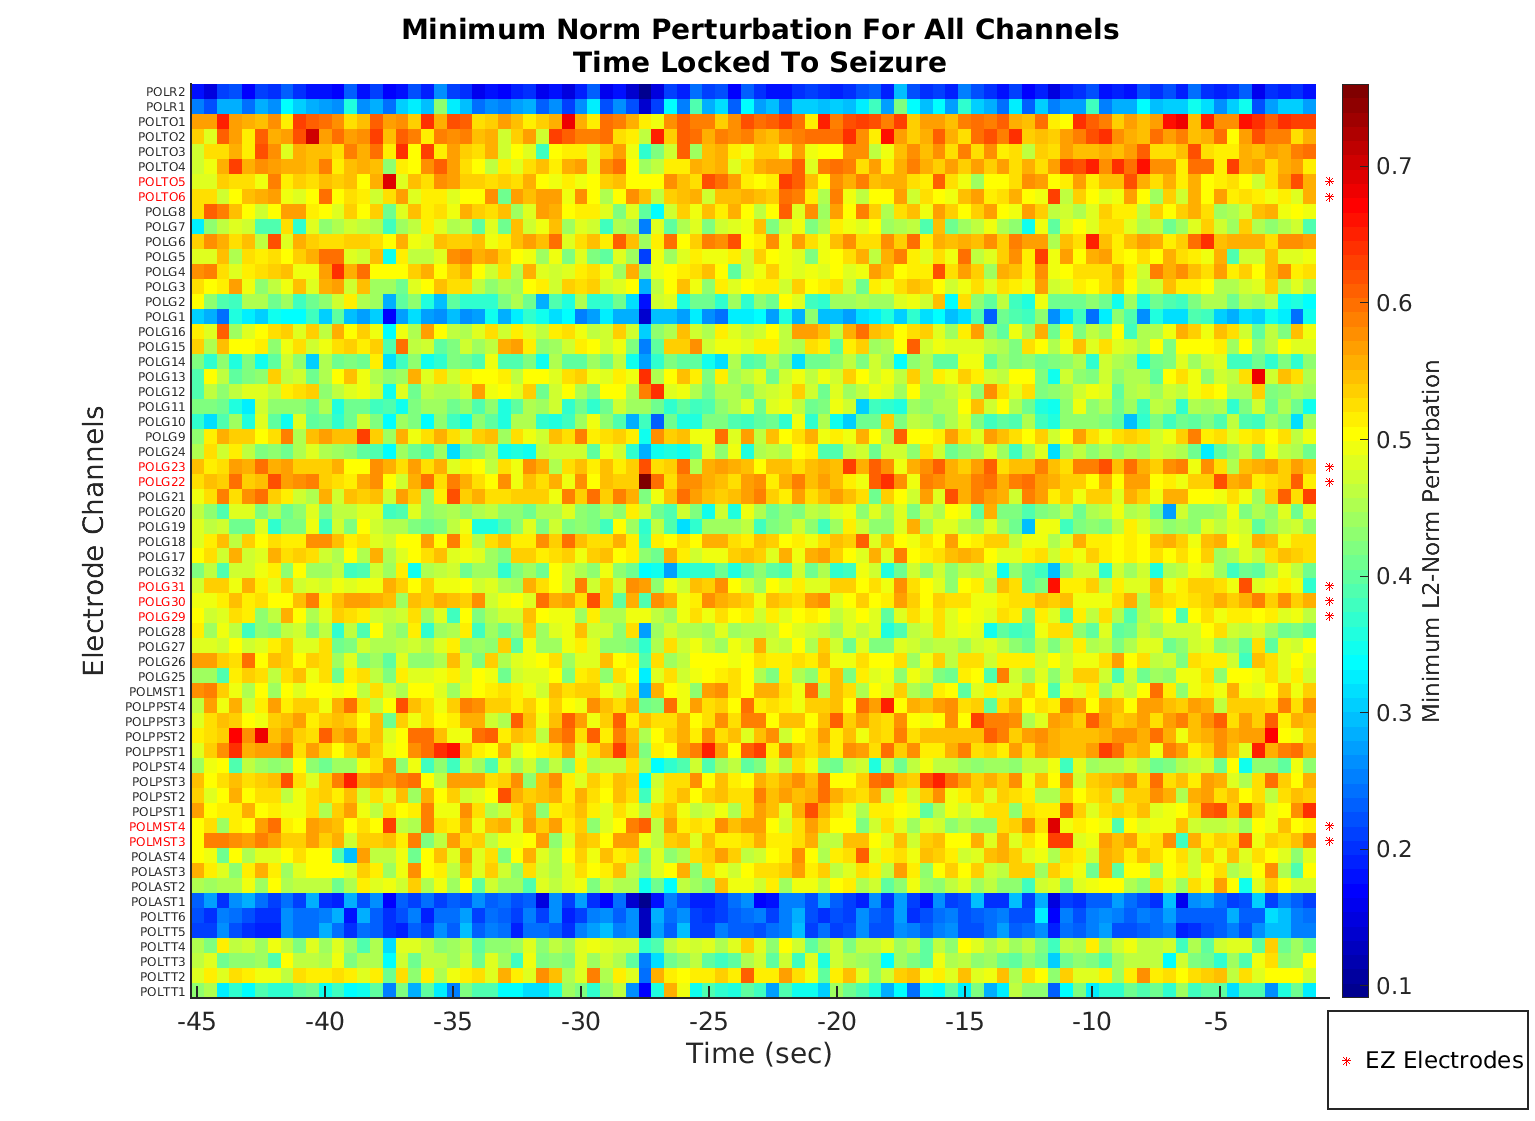 Minimum Norm Perturbation For All Channels
Time Locked To Seizure
POLR2
POLR1
POLTO1
POLTO2
POLTO3
POLTO4
POLTO5
POLTO6
POLG8
POLG7
POLG6
POLG5
POLG4
POLG3
POLG2
POLG1
POLG16
POLG15
POLG14
POLG13
POLG12
POLG11
POLG10
POLG9
POLG24
POLG23
POLG22
POLG21
POLG20
POLG19
POLG18
POLG17
POLG32
POLG31
POLG30
POLG29
POLG28
POLG27
POLG26
POLG25
POLMST1
POLPPST4
POLPPST3
POLPPST2
POLPPST1
POLPST4
POLPST3
POLPST2
POLPST1
POLMST4
POLMST3
POLAST4
POLAST3
POLAST2
POLAST1
POLTT6
POLTT5
POLTT4
POLTT3
POLTT2
POLTT1
Electrode Channels
-45 -40 -35 -30 -25 -20 -15 -10 -5
Time (sec)
0.7
0.6
0.5
0.4
0.3
0.2
0.1
Minimum L2-Norm Perturbation
EZ Electrodes